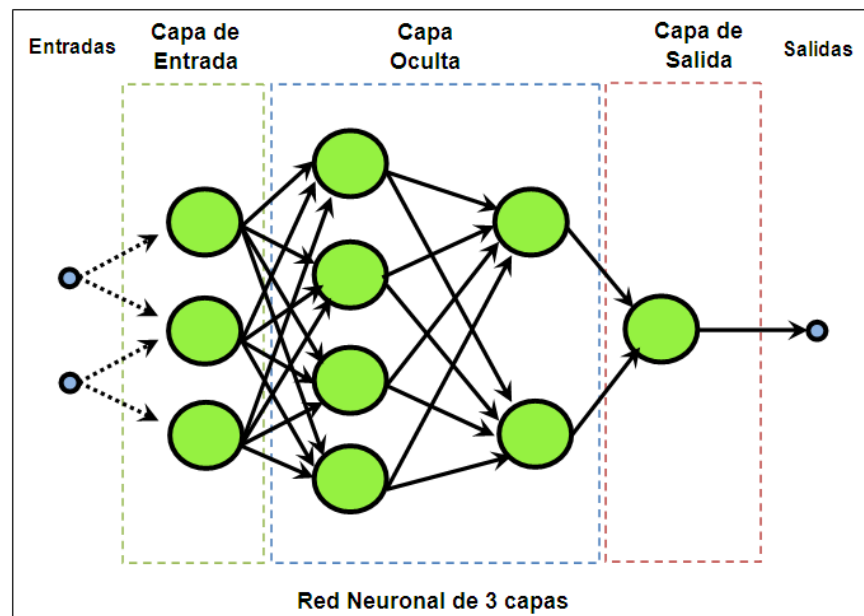 Entradas
Capa de
Entrada
Capa
Oculta
Capa de
Salida
Salidas
Red Neuronal de 3 capas